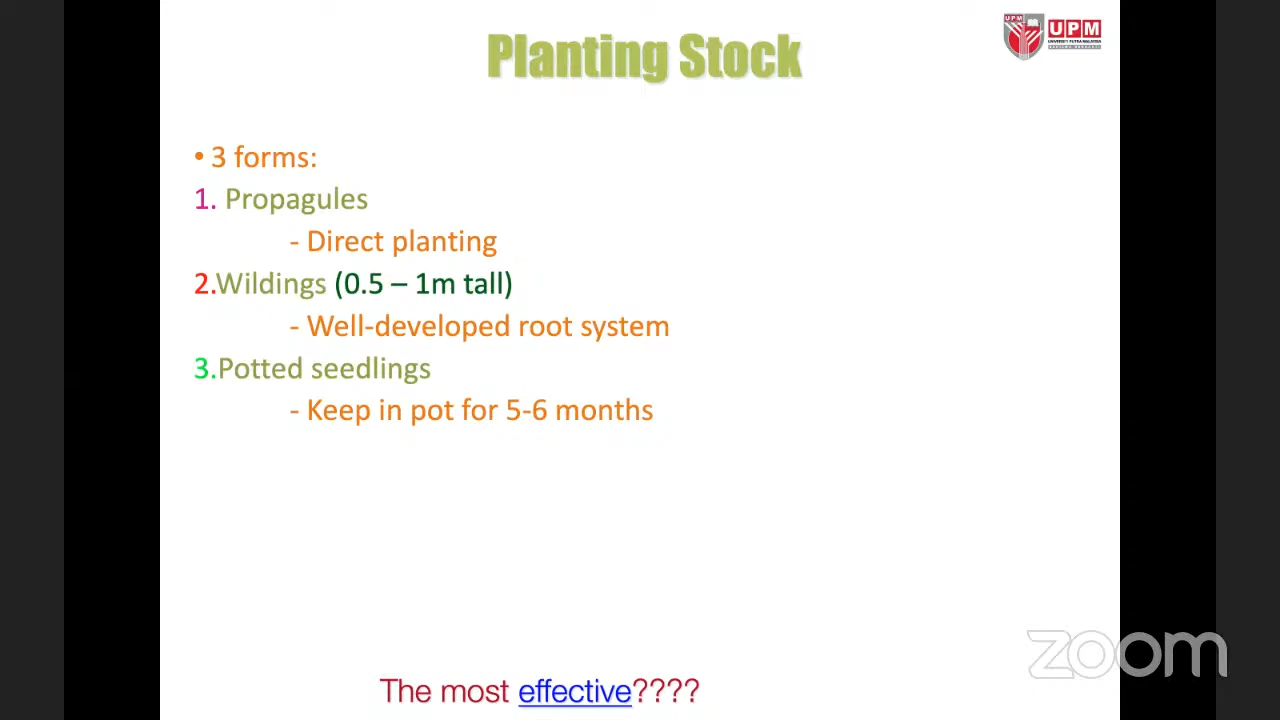 Planting Stock
UPM
UPM
UNIVERSITI PUTRA MALAYSIA
• 3 forms:
1. Propagules
- Direct planting
2.Wildings (0.5 – 1m tall)
- Well-developed root system
3.Potted seedlings
- Keep in pot for 5-6 months
zoom
The most effective????